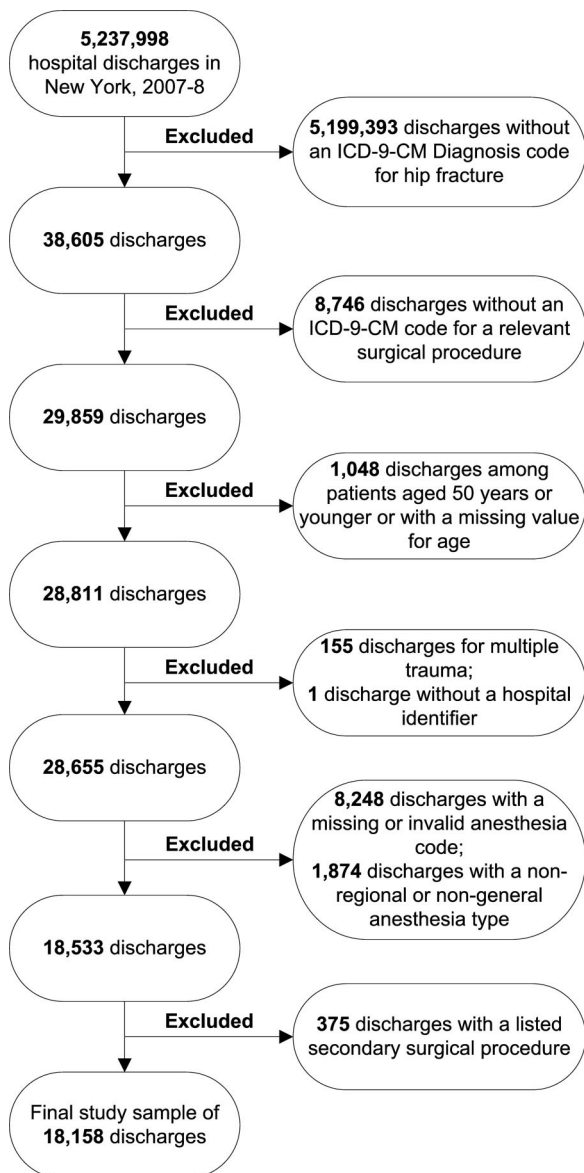 5,237,998
hospital discharges in
New York, 2007-8
Excluded
5,199,393 discharges without
an ICD-9-CM Diagnosis code
for hip fracture
38,605 discharges
Excluded
8,746 discharges without an
ICD-9-CM code for a relevant
surgical procedure
29,859 discharges
Excluded
1,048 discharges among
patients aged 50 years or
younger or with a missing value
for age
28,811 discharges
Excluded
155 discharges for multiple
trauma;
1 discharge without a hospital
identifier
28,655 discharges
Excluded
8,248 discharges with a
missing or invalid anesthesia
code;
1,874 discharges with a non-
regional or non-general
anesthesia type
18,533 discharges
Excluded
375 discharges with a listed
secondary surgical procedure
Final study sample of
18,158 discharges